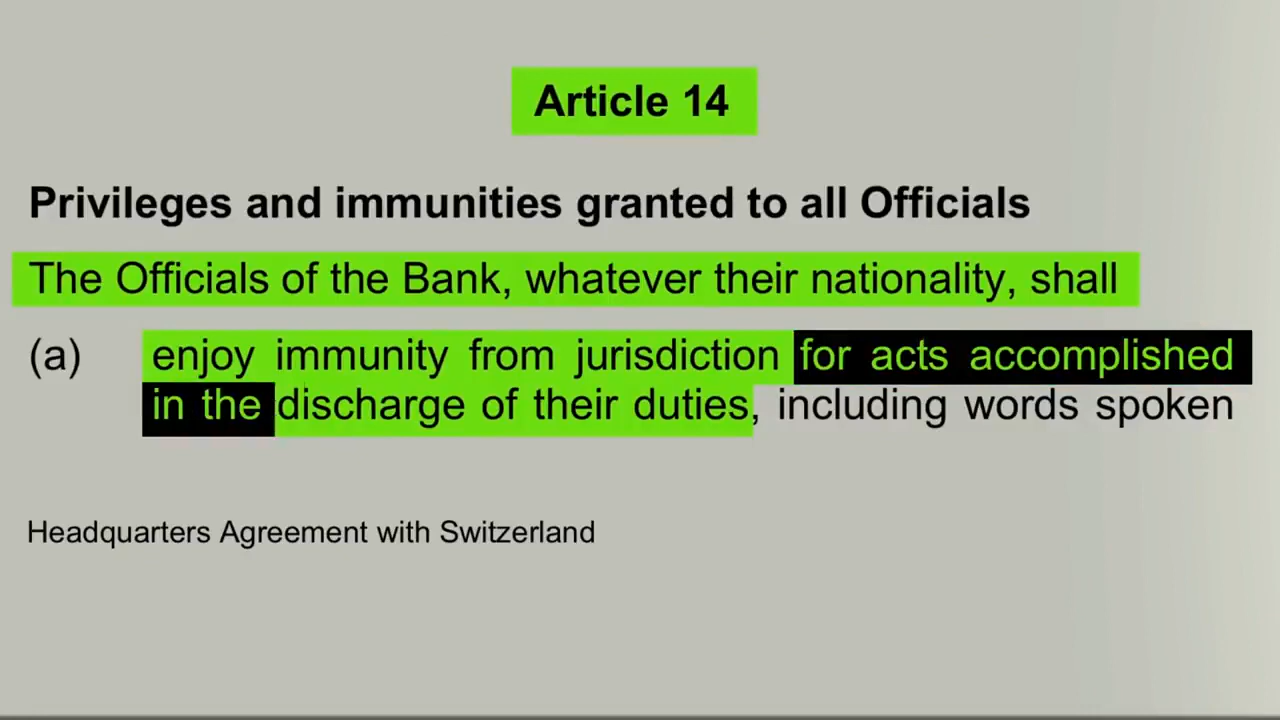 Article 14
Privileges and immunities granted to all Officials
The Officials of the Bank, whatever their nationality, shall
(a) enjoy immunity from jurisdiction for acts accomplished
in the discharge of their duties, including words spoken
Headquarters Agreement with Switzerland